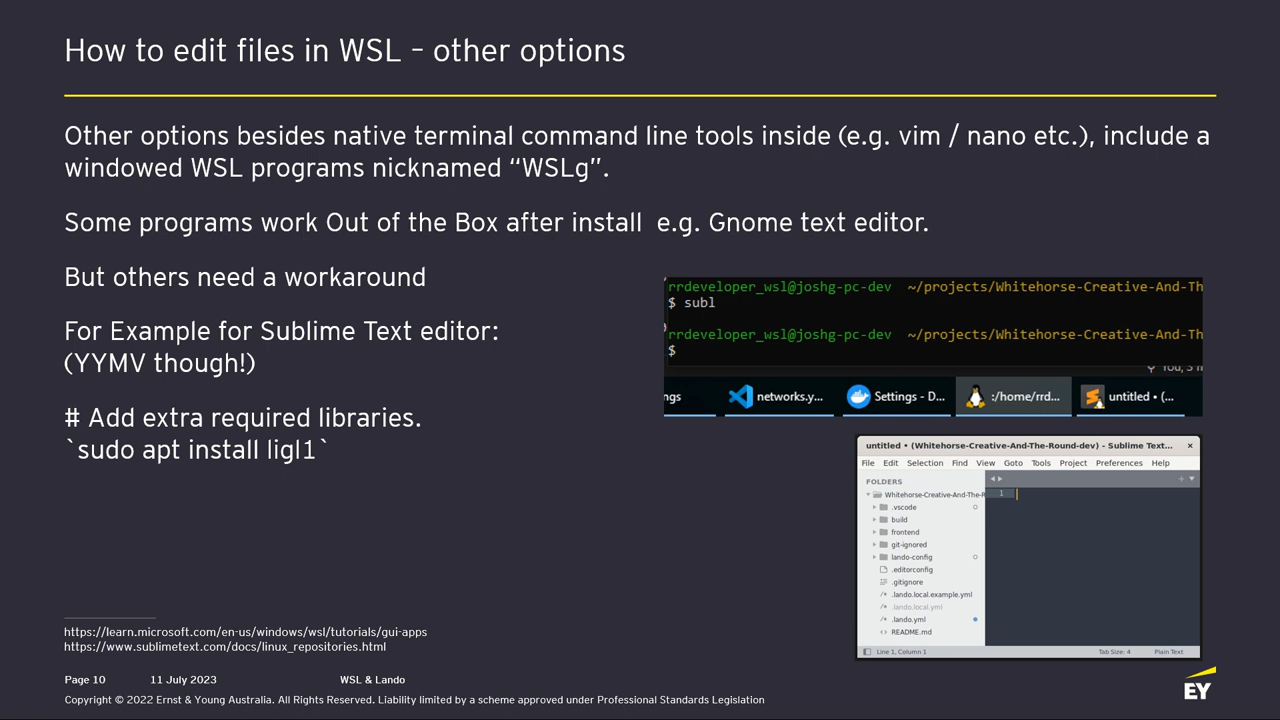 How to edit files in WSL – other options
Other options besides native terminal command line tools inside (e.g. vim / nano etc.), include a
windowed WSL programs nicknamed “WSLg”.
Some programs work Out of the Box after install  e.g. Gnome text editor.
But others need a workaround
For Example for Sublime Text editor:
(YYMV though!)
# Add extra required libraries.
`sudo apt install ligl1`
rrdeveloper_wsl@joshg-pc-dev  ~/projects/Whitehorse-Creative-And-Th
$ subl
rrdeveloper_wsl@joshg-pc-dev  ~/projects/Whitehorse-Creative-And-Th
$
ngs
networks.y...
Settings - D...
:/home/rrd...
untitled • (...
untitled • (Whitehorse-Creative-And-The-Round-dev) - Sublime Text...
File Edit Selection Find View Goto Tools Project Preferences Help
FOLDERS
Whitehorse-Creative-And-The-R
1
.vscode
build
frontend
git-ignored
lando-config
.editorconfig
.gitignore
.lando.local.example.yml
.lando.local.yml
.lando.yml
README.md
Line 1, Column 1 Tab Size: 4 Plain Text
https://learn.microsoft.com/en-us/windows/wsl/tutorials/gui-apps
https://www.sublimetext.com/docs/linux_repositories.html
Page 10 11 July 2023 WSL & Lando
Copyright © 2022 Ernst & Young Australia. All Rights Reserved. Liability limited by a scheme approved under Professional Standards Legislation
EY